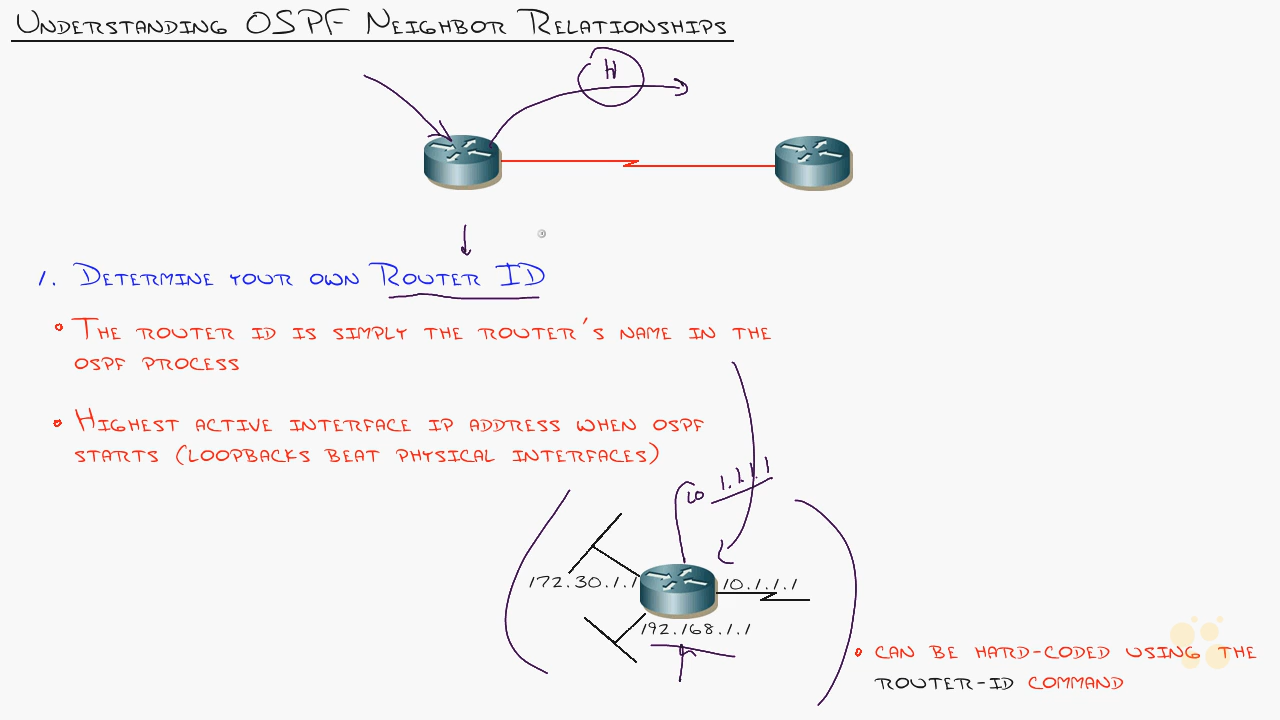 Understanding OSPF Neighbor Relationships
H
1. Determine your own Router ID
• The router id is simply the router's name in the
OSPF process
• Highest active interface IP address when OSPF
starts (loopbacks beat physical interfaces)
Lo 1.1.1.1
172.30.1.1
10.1.1.1
192.168.1.1
• Can be hard-coded using the
router-id command